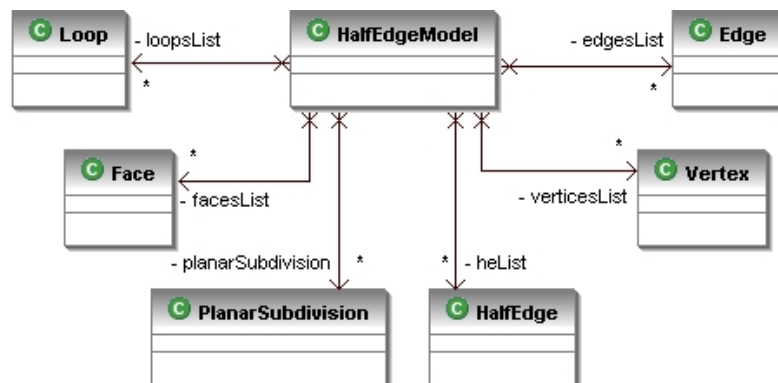 C Loop
- loopsList
*
C HalfEdgeModel
- edgesList
*
C Edge
C Face
*
- facesList
*
- verticesList
C Vertex
- planarSubdivision
*
*
- heList
C PlanarSubdivision
C HalfEdge